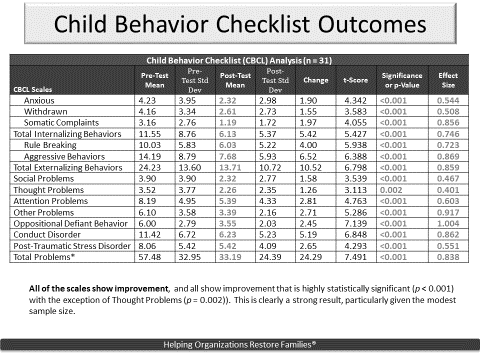 Child Behavior Checklist Outcomes
Child Behavior Checklist (CBCL) Analysis (n = 31)
CBCL Scales Pre-Test Mean Pre-Test Std Dev Post-Test Mean Post-Test Std Dev Change t-Score Significance or p-Value Effect Size
Anxious 4.23 3.95 2.32 2.98 1.90 4.342 <0.001 0.544
Withdrawn 4.16 3.34 2.61 2.73 1.55 3.583 <0.001 0.508
Somatic Complaints 3.16 2.76 1.19 1.72 1.97 4.055 <0.001 0.856
Total Internalizing Behaviors 11.55 8.76 6.13 5.37 5.42 5.427 <0.001 0.746
Rule Breaking 10.03 5.83 6.03 5.22 4.00 5.938 <0.001 0.723
Aggressive Behaviors 14.19 8.79 7.68 5.93 6.52 6.388 <0.001 0.869
Total Externalizing Behaviors 24.23 13.60 13.71 10.72 10.52 6.798 <0.001 0.859
Social Problems 3.90 3.90 2.32 2.77 1.58 3.539 <0.001 0.467
Thought Problems 3.52 3.77 2.26 2.35 1.26 3.113 0.002 0.401
Attention Problems 8.19 4.95 5.39 4.33 2.81 4.763 <0.001 0.603
Other Problems 6.10 3.58 3.39 2.16 2.71 5.286 <0.001 0.917
Oppositional Defiant Behavior 6.00 2.79 3.55 2.03 2.45 7.139 <0.001 1.004
Conduct Disorder 11.42 6.72 6.23 5.23 5.19 6.848 <0.001 0.862
Post-Traumatic Stress Disorder 8.06 5.42 5.42 4.09 2.65 4.293 <0.001 0.551
Total Problems* 57.48 32.95 33.19 24.39 24.29 7.491 <0.001 0.838
All of the scales show improvement, and all show improvement that is highly statistically significant (p < 0.001)
with the exception of Thought Problems (p = 0.002)). This is clearly a strong result, particularly given the modest
sample size.
Helping Organizations Restore Families®